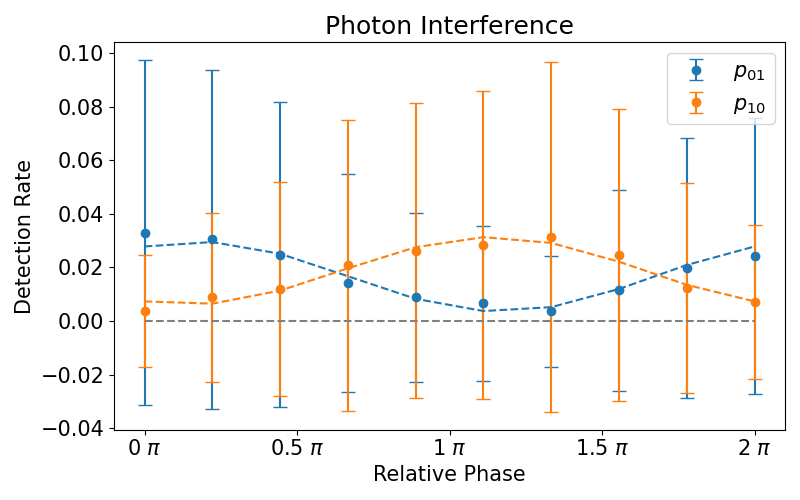 Photon Interference
Detection Rate
0.10
0.08
0.06
0.04
0.02
0.00
−0.02
−0.04
p01
p10
0 π
0.5 π
1 π
1.5 π
2 π
Relative Phase